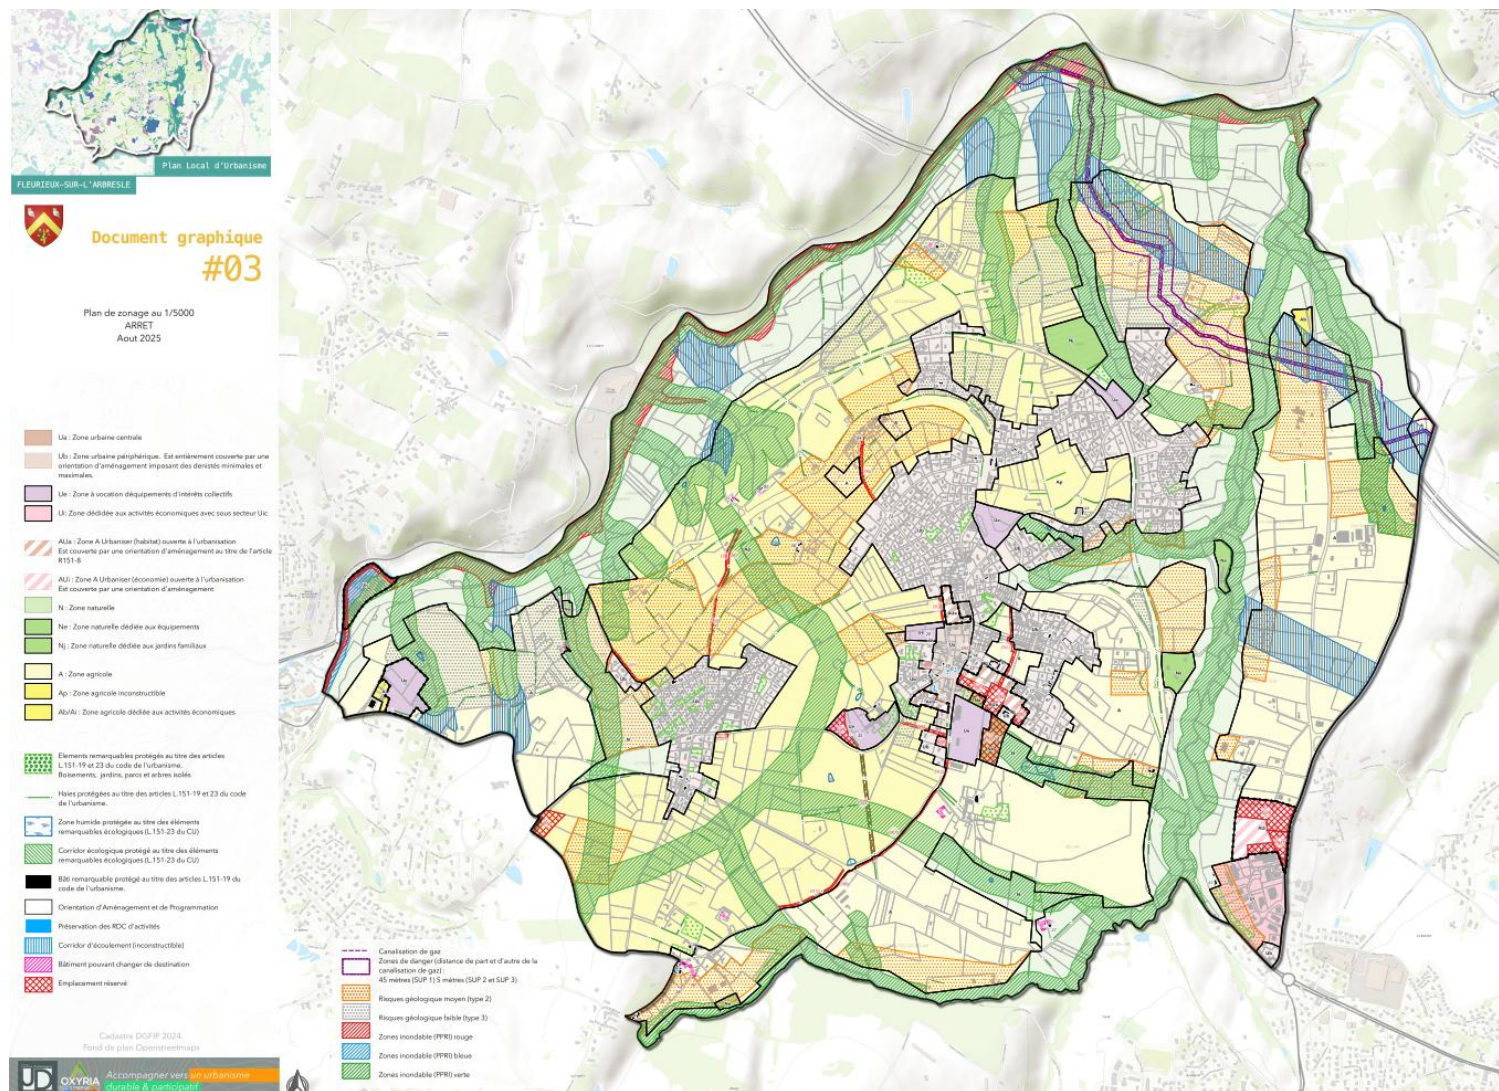 Plan Local d'Urbanisme
FLEURIEUX-SUR-L'ARBRESLE
Document graphique
#03
Plan de zonage au 1/5000
ARRET
Aout 2025
Ua : Zone urbaine centrale
Ub : Zone urbaine périphérique. Est entièrement couverte par une
orientation d'aménagement imposant des denistés minimales et
maximales.
Ue : Zone à vocation déquipements d'intérêts collectifs
Ui : Zone dédidée aux activités économiques avec sous secteur Uic
AUa : Zone A Urbaniser (habitat) ouverte à l'urbanisation
Est couverte par une orientation d'aménagement au titre de l'article
R151-8
AUi : Zone A Urbaniser (économie) ouverte à l'urbanisation
Est couverte par une orientation d'aménagement
N : Zone naturelle
Ne : Zone naturelle dédiée aux équipements
Nj : Zone naturelle dédiée aux jardins familiaux
A : Zone agricole
Ap : Zone agricole inconstructible
Ab/Ai : Zone agricole dédiée aux activités économiques
Elements remarquables protégés au titre des articles
L.151-19 et 23 du code de l'urbanisme.
Boisements, jardins, parcs et arbres isolés
Haies protégées au titre des articles L.151-19 et 23 du code
de l'urbanisme.
Zone humide protégée au titre des éléments
remarquables écologiques (L.151-23 du CU)
Corridor écologique protégé au titre des éléments
remarquables écologiques (L.151-23 du CU)
Bâti remarquable protégé au titre des articles L.151-19 du
code de l'urbanisme.
Orientation d'Aménagement et de Programmation
Préservation des RDC d'activités
Corridor d'écoulement (inconstructible)
Bâtiment pouvant changer de destination
Emplacement réservé
Cadastre DGFIP 2024.
Fond de plan Openstreetmaps
JD OXYRIA
Accompagner vers un urbanisme
durable & participatif
Canalisation de gaz
Zones de danger (distance de part et d'autre de la
canalisation de gaz) :
45 mètres (SUP 1) 5 mètres (SUP 2 et SUP 3)
Risques géologique moyen (type 2)
Risques géologique faible (type 3)
Zones inondable (PPRI) rouge
Zones inondable (PPRI) bleue
Zones inondable (PPRI) verte